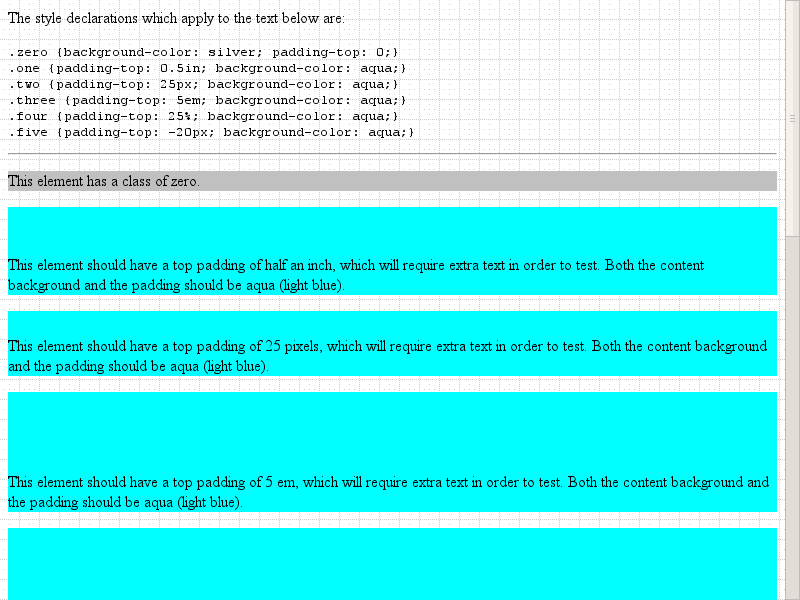 The style declarations which apply to the text below are:
.zero {background-color: silver; padding-top: 0;}
.one {padding-top: 0.5in; background-color: aqua;}
.two {padding-top: 25px; background-color: aqua;}
.three {padding-top: 5em; background-color: aqua;}
.four {padding-top: 25%; background-color: aqua;}
.five {padding-top: -20px; background-color: aqua;}
This element has a class of zero.
This element should have a top padding of half an inch, which will require extra text in order to test. Both the content
background and the padding should be aqua (light blue).
This element should have a top padding of 25 pixels, which will require extra text in order to test. Both the content background
and the padding should be aqua (light blue).
This element should have a top padding of 5 em, which will require extra text in order to test. Both the content background and
the padding should be aqua (light blue).